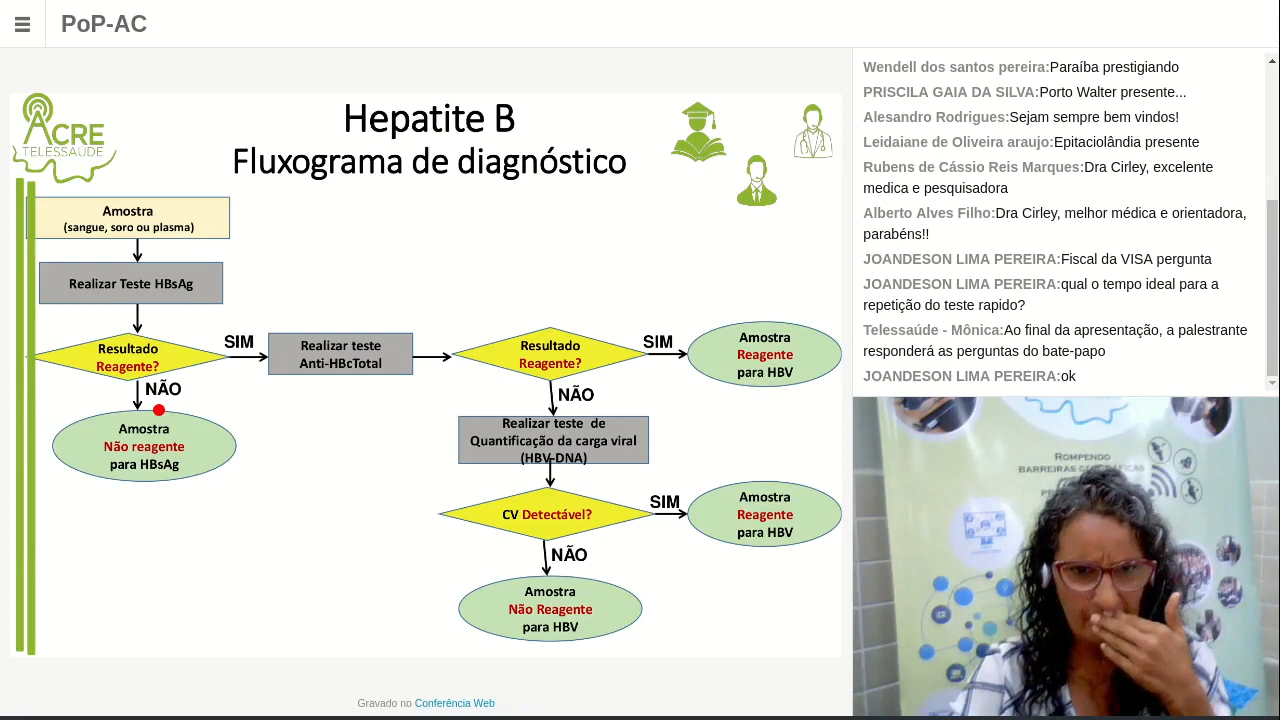 PoP-AC
ACRE
TELESSAÚDE
Hepatite B
Fluxograma de diagnóstico
Amostra
(sangue, soro ou plasma)
Realizar Teste HBsAg
Resultado
Reagente?
SIM
Realizar teste
Anti-HBcTotal
Resultado
Reagente?
SIM
Amostra
Reagente
para HBV
NÃO
Amostra
Não reagente
para HBsAg
NÃO
Realizar teste de
Quantificação da carga viral
(HBV-DNA)
CV Detectável?
SIM
Amostra
Reagente
para HBV
NÃO
Amostra
Não Reagente
para HBV
Gravado no Conferência Web
Wendell dos santos pereira:Paraíba prestigiando
PRISCILA GAIA DA SILVA:Porto Walter presente...
Alesandro Rodrigues:Sejam sempre bem vindos!
Leidaiane de Oliveira araujo:Epitaciolândia presente
Rubens de Cássio Reis Marques:Dra Cirley, excelente
medica e pesquisadora
Alberto Alves Filho:Dra Cirley, melhor médica e orientadora,
parabéns!!
JOANDESON LIMA PEREIRA:Fiscal da VISA pergunta
JOANDESON LIMA PEREIRA:qual o tempo ideal para a
repetição do teste rapido?
Telessaúde - Mônica:Ao final da apresentação, a palestrante
responderá as perguntas do bate-papo
JOANDESON LIMA PEREIRA:ok
ROMPENDO
BARREIRAS GEOGRÁFICAS